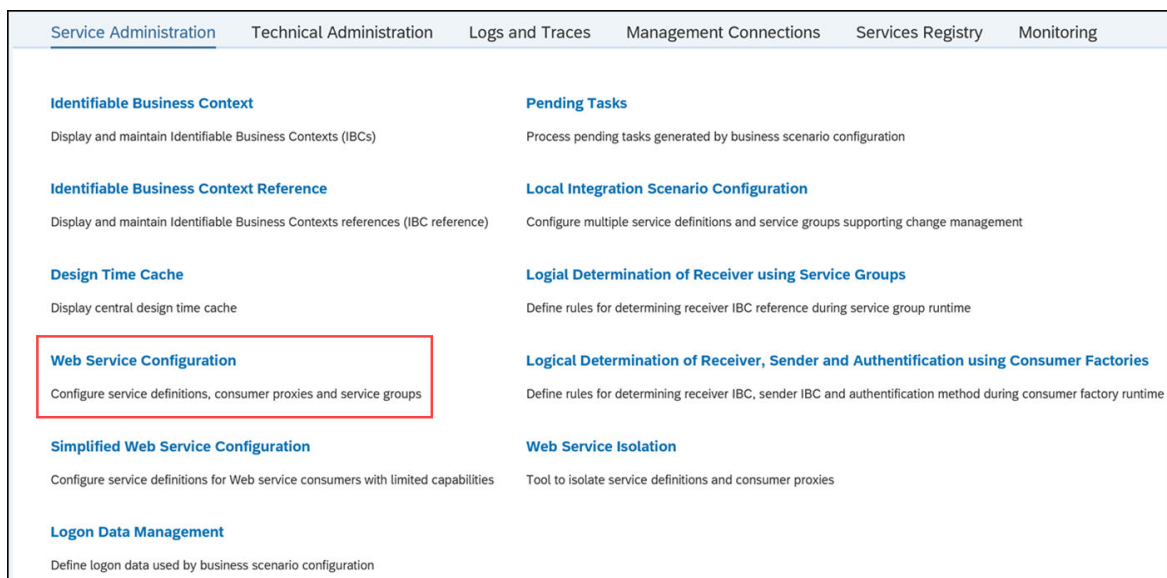 Service Administration Technical Administration Logs and Traces Management Connections Services Registry Monitoring
Identifiable Business Context
Display and maintain Identifiable Business Contexts (IBCs)
Identifiable Business Context Reference
Display and maintain Identifiable Business Contexts references (IBC reference)
Design Time Cache
Display central design time cache
Web Service Configuration
Configure service definitions, consumer proxies and service groups
Simplified Web Service Configuration
Configure service definitions for Web service consumers with limited capabilities
Logon Data Management
Define logon data used by business scenario configuration
Pending Tasks
Process pending tasks generated by business scenario configuration
Local Integration Scenario Configuration
Configure multiple service definitions and service groups supporting change management
Logial Determination of Receiver using Service Groups
Define rules for determining receiver IBC reference during service group runtime
Logical Determination of Receiver, Sender and Authentification using Consumer Factories
Define rules for determining receiver IBC, sender IBC and authentification method during consumer factory runtime
Web Service Isolation
Tool to isolate service definitions and consumer proxies